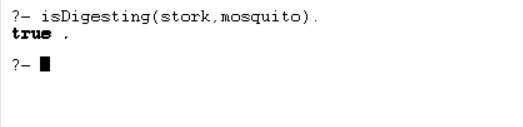 ?- isDigesting(stork,mosquito).
true .
?-